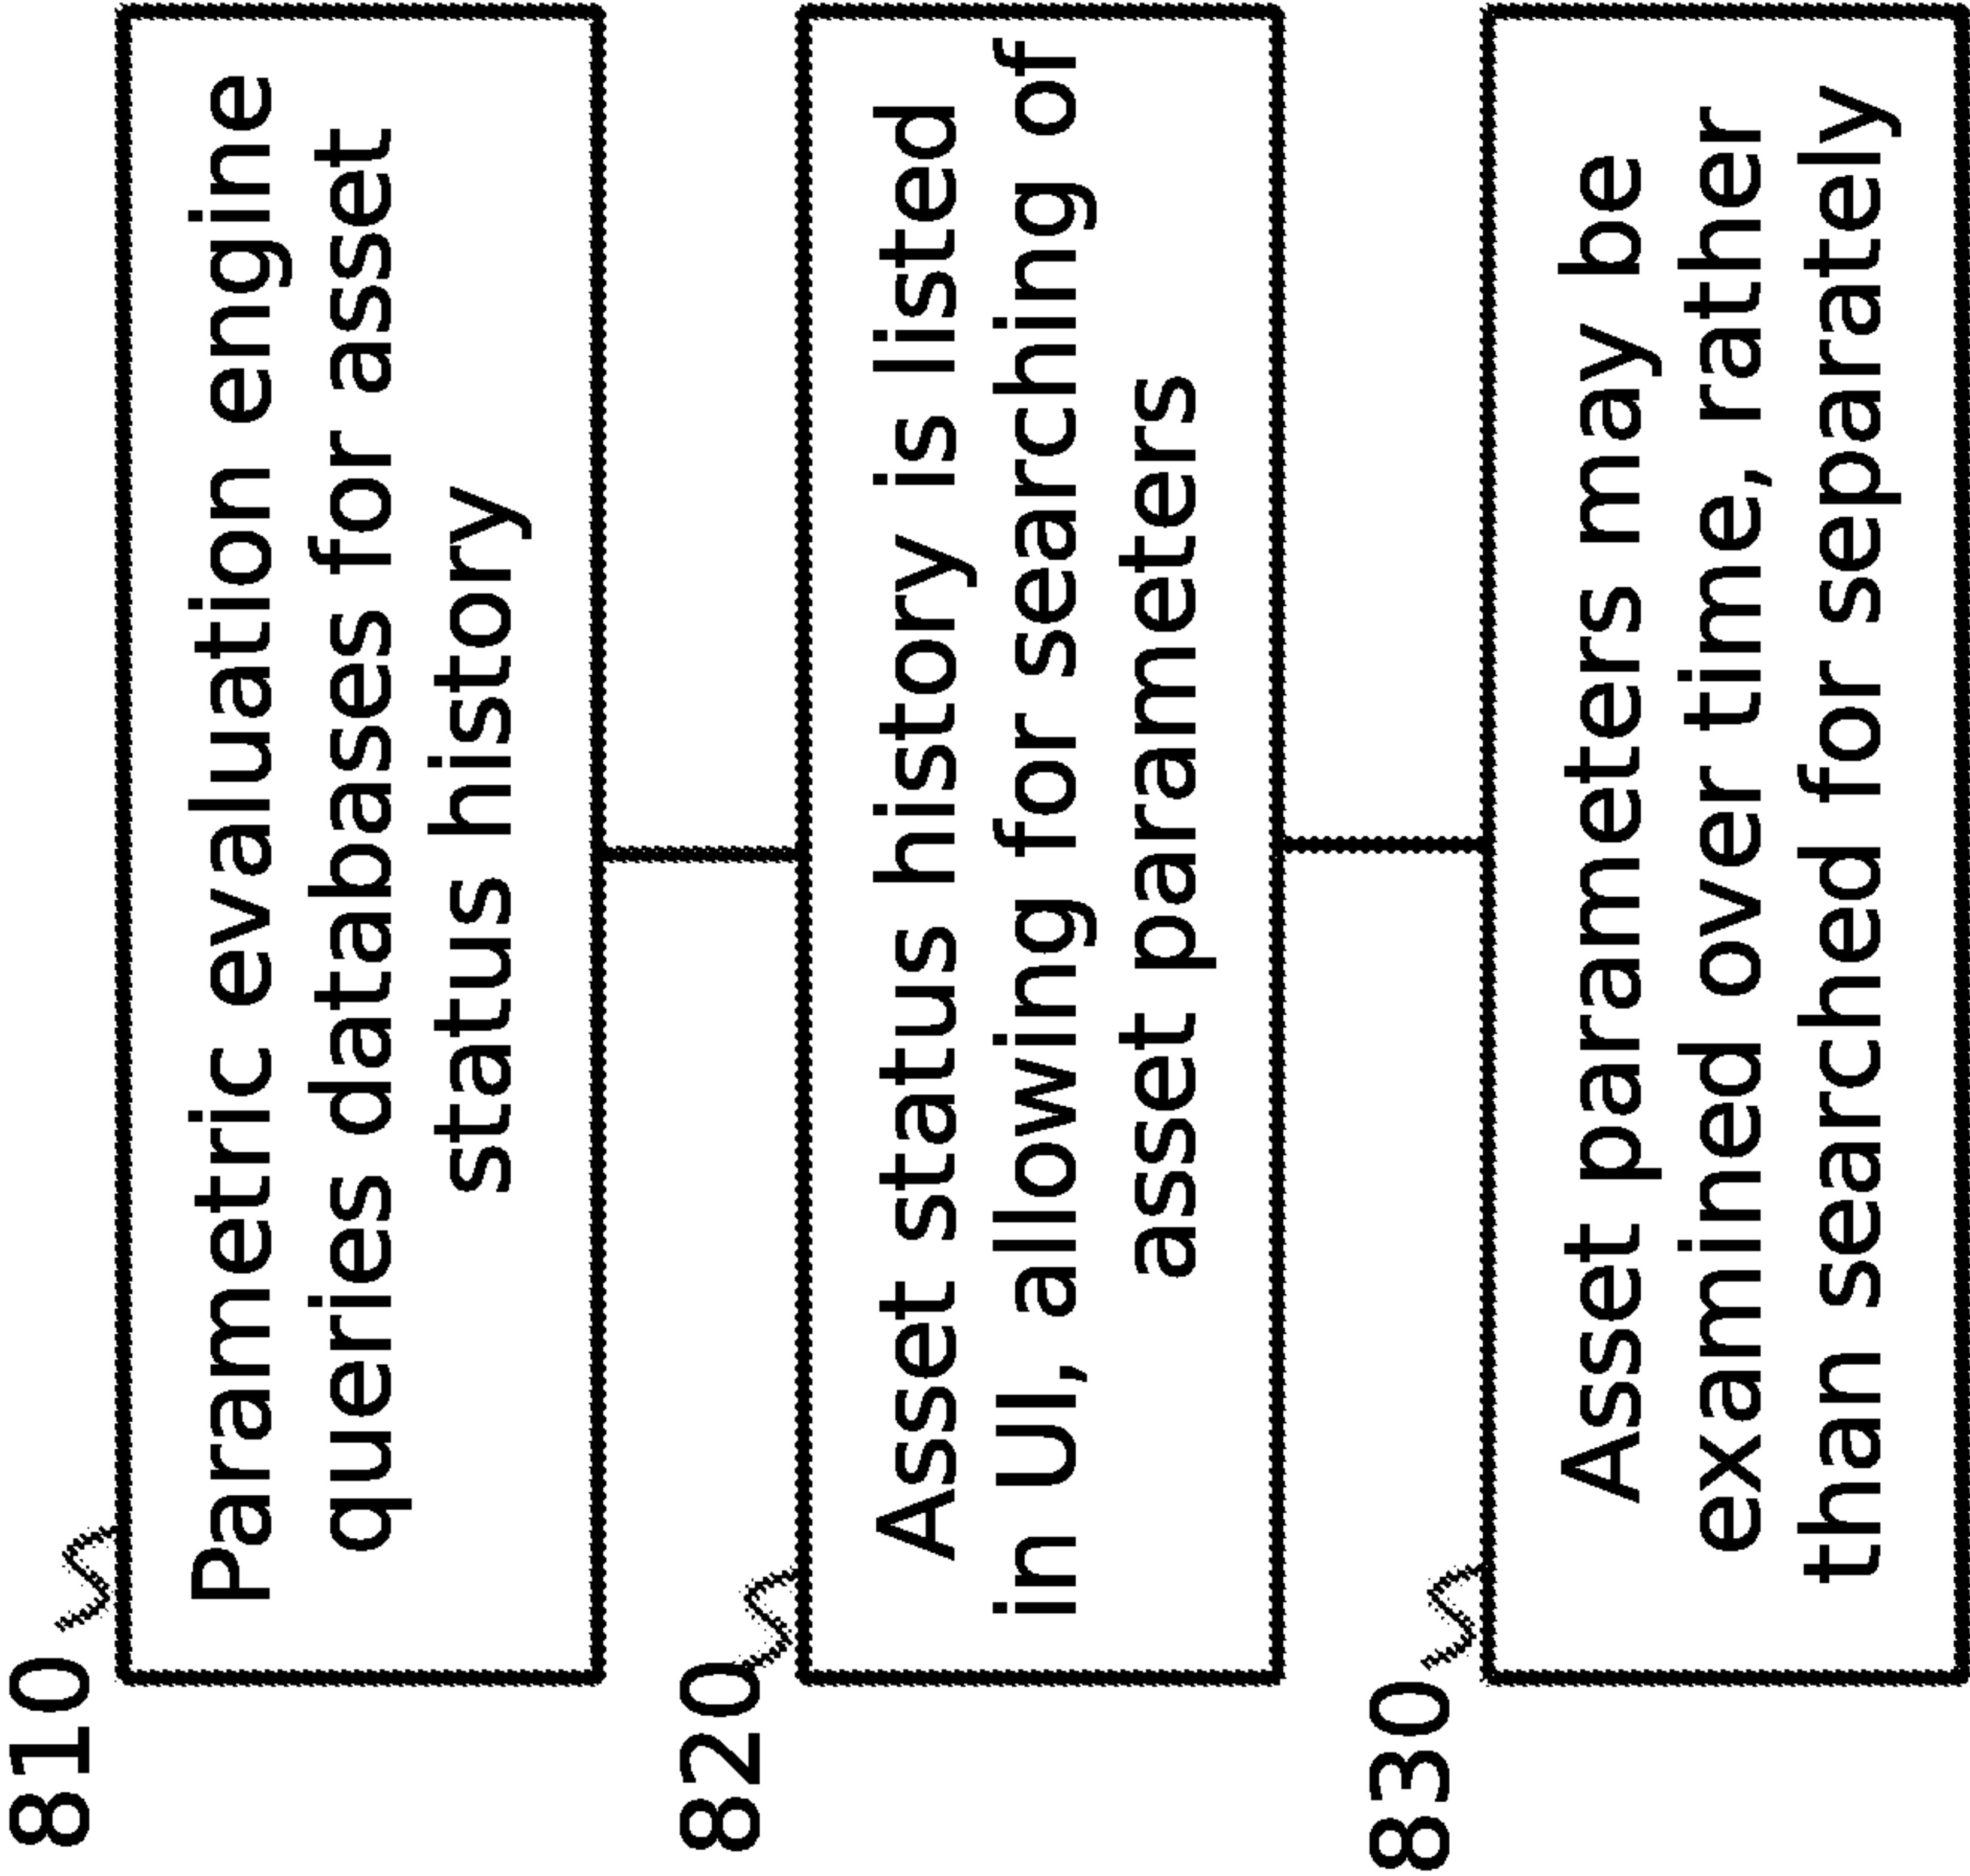 810
Parametric evaluation engine
queries databases for asset
status history
820
Asset status history is listed
in UI, allowing for searching of
asset parameters
830
Asset parameters may be
examined over time, rather
than searched for separately